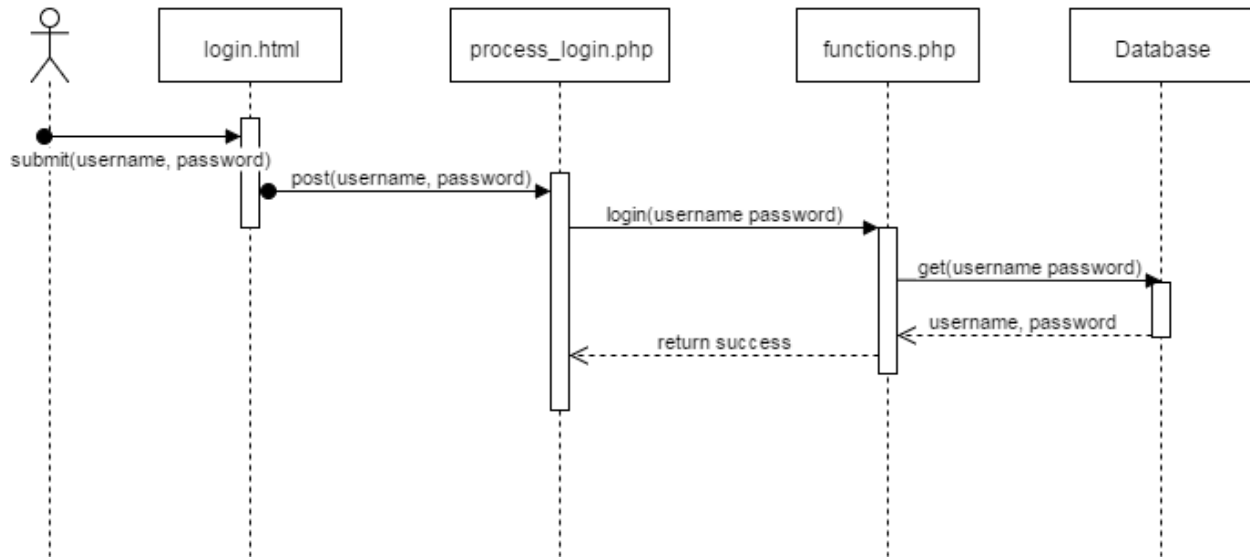 login.html
process_login.php
functions.php
Database
submit(username, password)
post(username, password)
login(username password)
get(username password)
username, password
return success